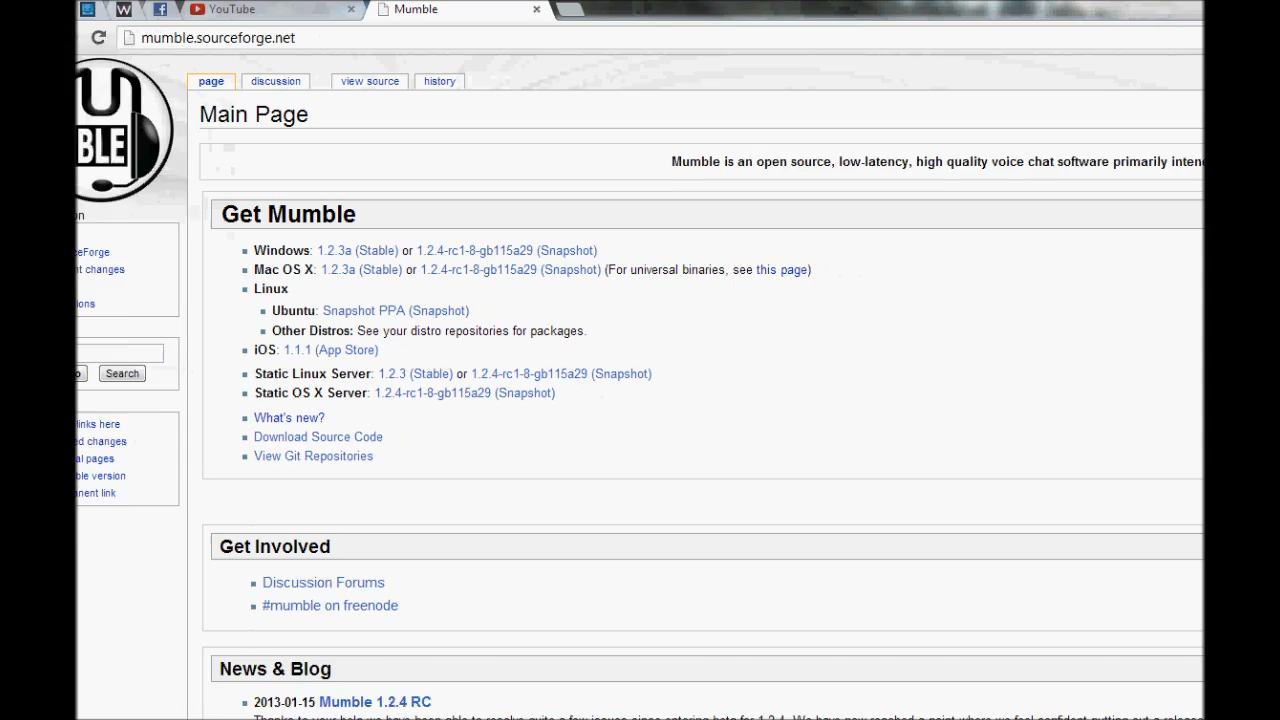 W YouTube Mumble
mumble.sourceforge.net
BLE
page discussion view source history
Main Page
Mumble is an open source, low-latency, high quality voice chat software primarily
Get Mumble
Windows: 1.2.3a (Stable) or 1.2.4-rc1-8-gb115a29 (Snapshot)
Mac OS X: 1.2.3a (Stable) or 1.2.4-rc1-8-gb115a29 (Snapshot) (For universal binaries, see this page)
Linux
Ubuntu: Snapshot PPA (Snapshot)
Other Distros: See your distro repositories for packages.
iOS: 1.1.1 (App Store)
Static Linux Server: 1.2.3 (Stable) or 1.2.4-rc1-8-gb115a29 (Snapshot)
Static OS X Server: 1.2.4-rc1-8-gb115a29 (Snapshot)
What's new?
Download Source Code
View Git Repositories
Get Involved
Discussion Forums
#mumble on freenode
News & Blog
2013-01-15 Mumble 1.2.4 RC
changes
Search
links here
changes
pages
version
link